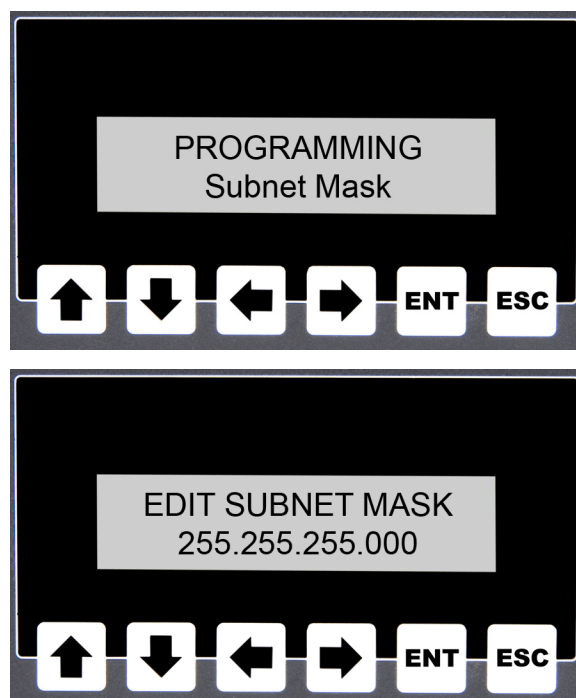 PROGRAMMING
Subnet Mask
ENT ESC
EDIT SUBNET MASK
255.255.255.000
ENT ESC